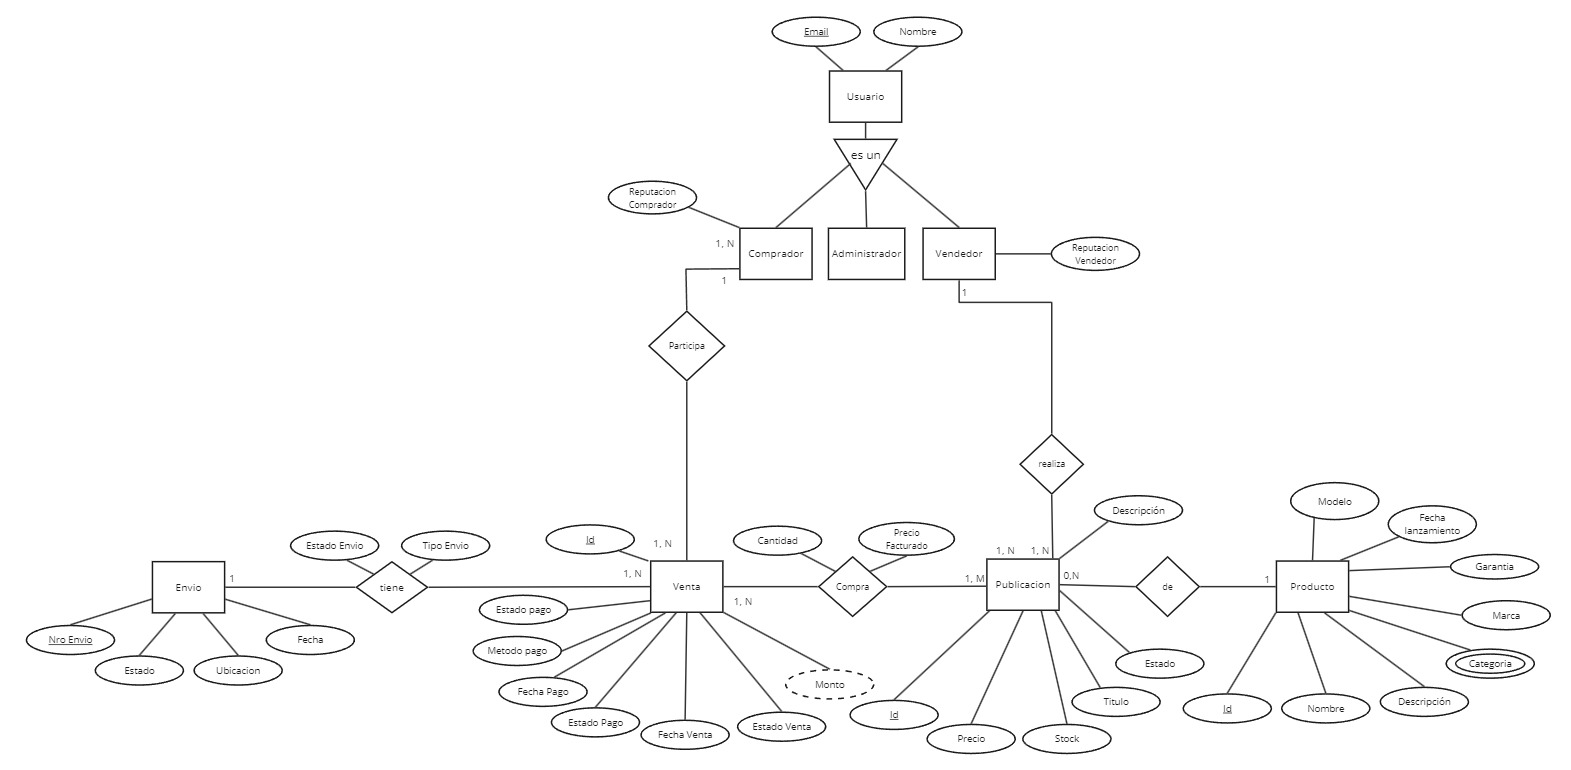 Email
Nombre
Usuario
es un
Reputacion
Comprador
1, N
Comprador
Administrador
Vendedor
Reputacion
Vendedor
1
1
Participa
realiza
Modelo
Descripción
Fecha
lanzamiento
Id
Cantidad
Precio
Facturado
Estado Envio
Tipo Envio
1, N
1, N
1, N
Garantia
Envio
1
tiene
1, N
Venta
Compra
1, M
Publicacion
0,N
de
1
Producto
1, N
Estado pago
Marca
Nro Envio
Fecha
Metodo pago
Estado
Categoria
Estado
Ubicacion
Monto
Fecha Pago
Titulo
Descripción
Id
Id
Nombre
Estado Pago
Fecha Venta
Estado Venta
Precio
Stock